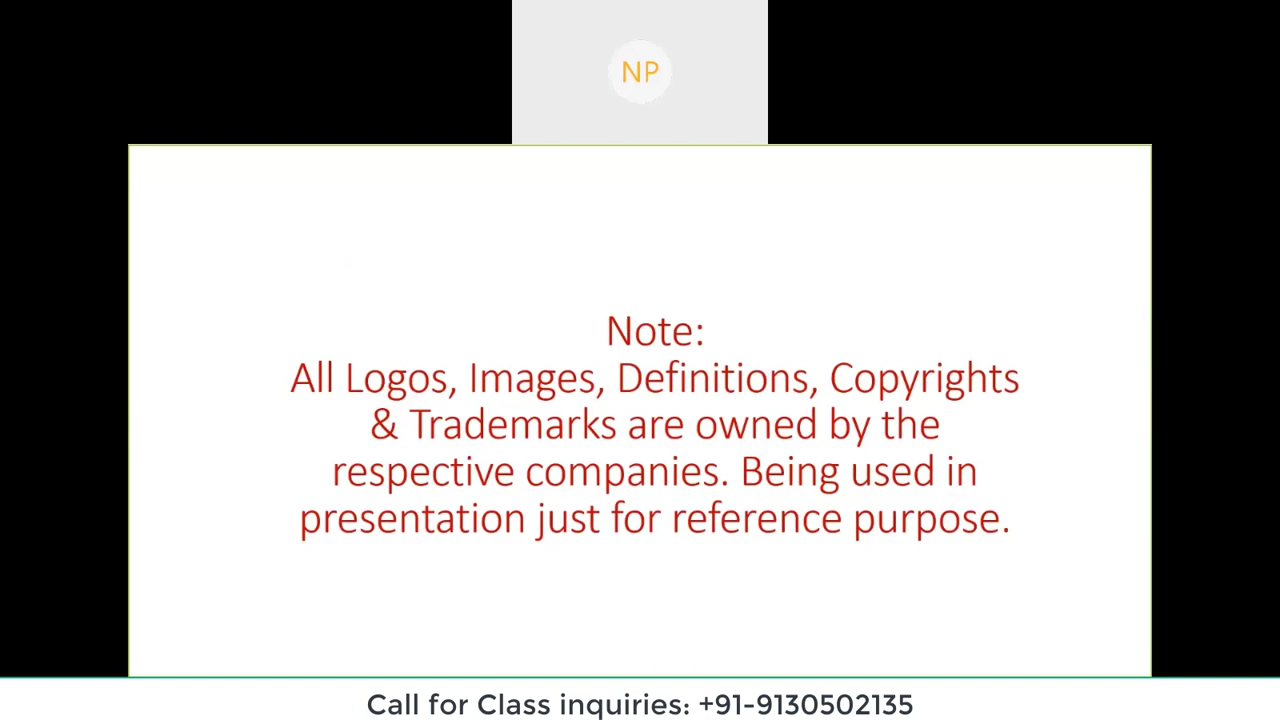 NP
Note:
All Logos, Images, Definitions, Copyrights
& Trademarks are owned by the
respective companies. Being used in
presentation just for reference purpose.
Call for Class inquiries: +91-9130502135